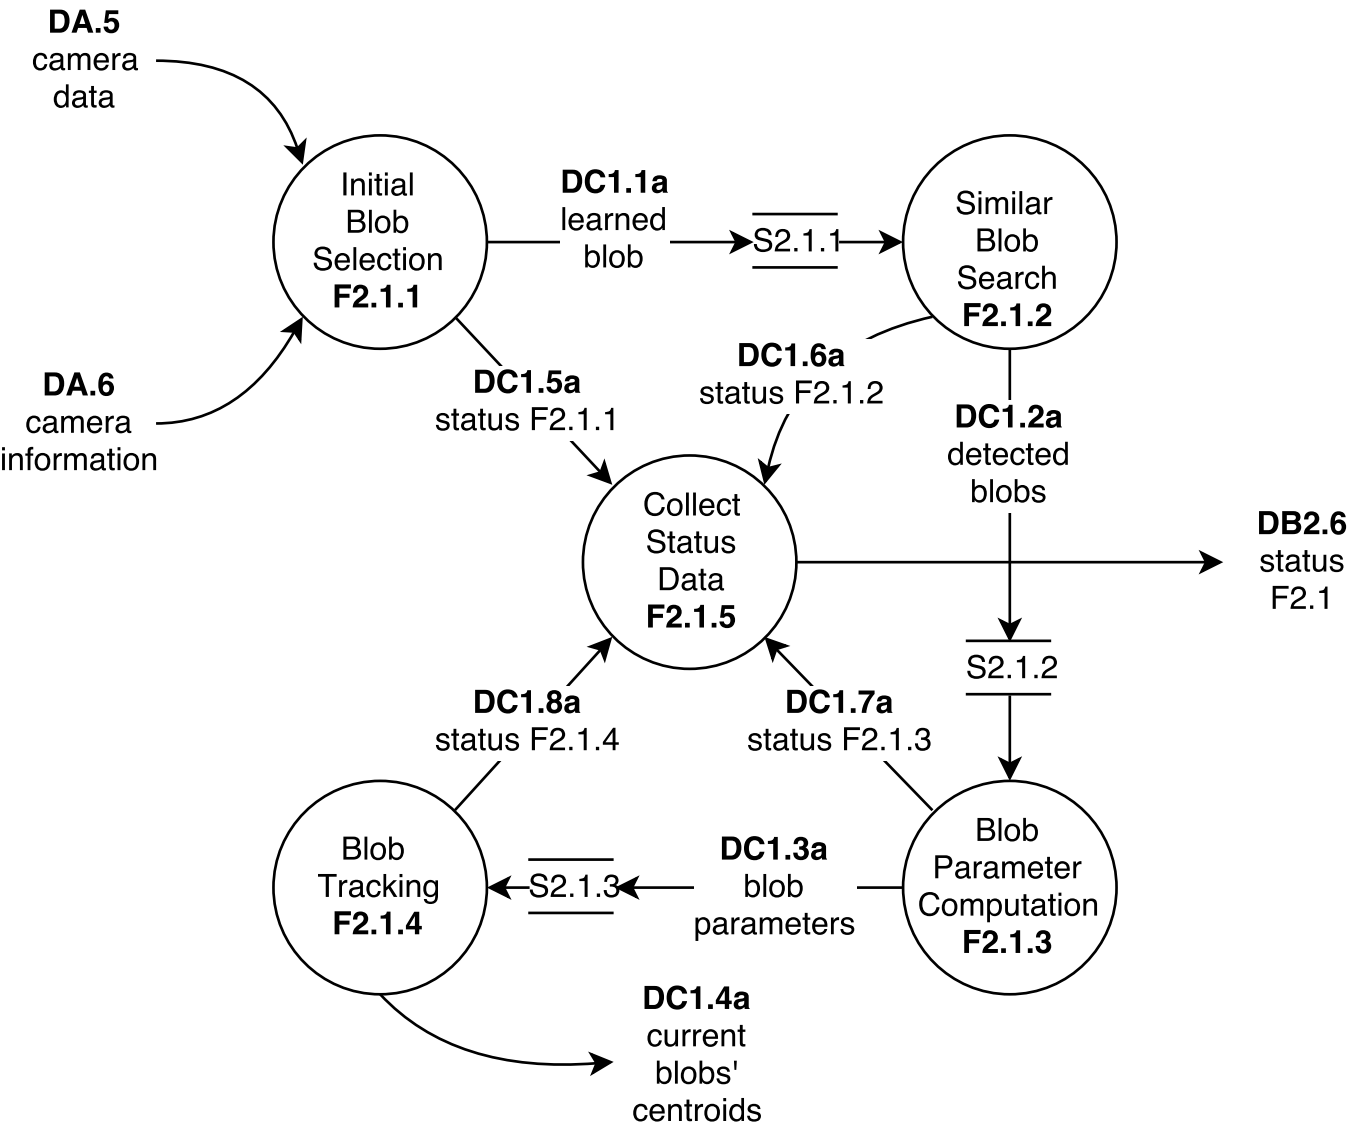 DA.5
camera
data
Initial
Blob
Selection
F2.1.1
DC1.1a
learned
blob
S2.1.1
Similar
Blob
Search
F2.1.2
DA.6
camera
information
DC1.5a
status F2.1.1
DC1.6a
status F2.1.2
DC1.2a
detected
blobs
Collect
Status
Data
F2.1.5
DB2.6
status
F2.1
S2.1.2
DC1.8a
status F2.1.4
DC1.7a
status F2.1.3
Blob
Tracking
F2.1.4
S2.1.3
DC1.3a
blob
parameters
Blob
Parameter
Computation
F2.1.3
DC1.4a
current
blobs'
centroids